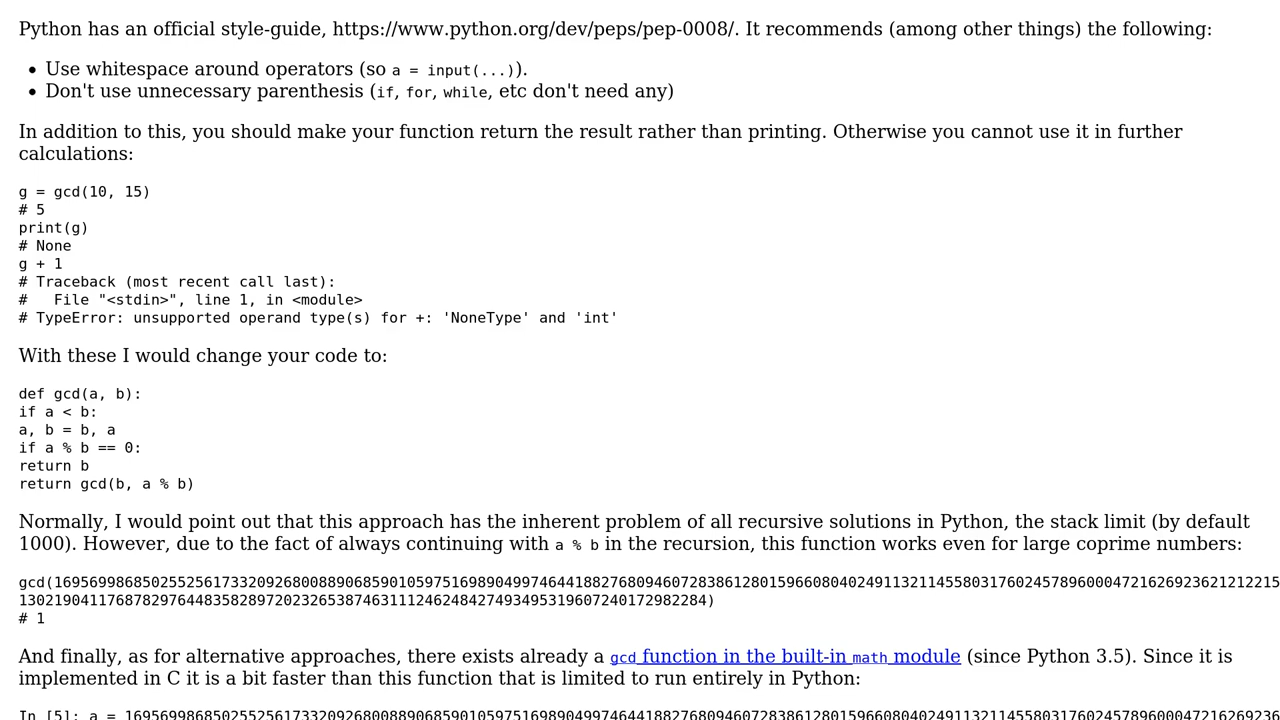 Python has an official style-guide, https://www.python.org/dev/peps/pep-0008/. It recommends (among other things) the following:
• Use whitespace around operators (so a = input(...)).
• Don't use unnecessary parenthesis (if, for, while, etc don't need any)
In addition to this, you should make your function return the result rather than printing. Otherwise you cannot use it in further
calculations:
g = gcd(10, 15)
# 5
print(g)
# None
g + 1
# Traceback (most recent call last):
#   File "<stdin>", line 1, in <module>
# TypeError: unsupported operand type(s) for +: 'NoneType' and 'int'
With these I would change your code to:
def gcd(a, b):
if a < b:
a, b = b, a
if a % b == 0:
return b
return gcd(b, a % b)
Normally, I would point out that this approach has the inherent problem of all recursive solutions in Python, the stack limit (by default
1000). However, due to the fact of always continuing with a % b in the recursion, this function works even for large coprime numbers:
gcd(1695699868502552561733209268008890685901059751698904997464418827680946072838612801596608040249113211455803176024578960004721626923621212215
1302190411768782976448358289720232653874631112462484274934953196072401729822​84)
# 1
And finally, as for alternative approaches, there exists already a gcd function in the built-in math module (since Python 3.5). Since it is
implemented in C it is a bit faster than this function that is limited to run entirely in Python:
In [5]: a = 16956998685025525617332092680088906859010597516989049974644188276809460728386128015966080402491132114558031760245789600047216269236